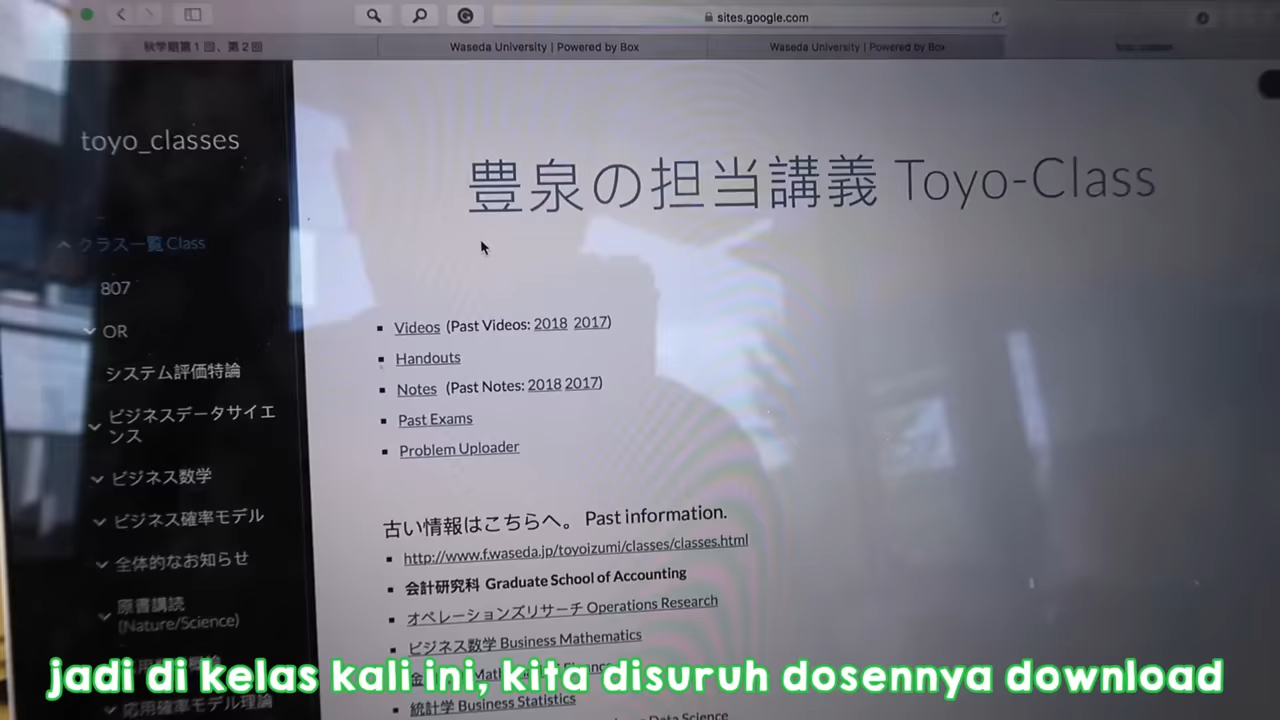 sites.google.com
秋学期第1回、第2回
Waseda University | Powered by Box
Waseda University | Powered by Box
toyo_classes
クラス一覧 Class
807
OR
システム評価特論
ビジネスデータサイエ
ンス
ビジネス数学
ビジネス確率モデル
全体的なお知らせ
原書講読
(Nature/Science)
応用確率モデル理論
豊泉の担当講義 Toyo-Class
Videos (Past Videos: 2018 2017)
Handouts
Notes (Past Notes: 2018 2017)
Past Exams
Problem Uploader
古い情報はこちらへ。 Past information.
http://www.f.waseda.jp/toyoizumi/classes/classes.html
会計研究科 Graduate School of Accounting
オペレーションズリサーチ Operations Research
ビジネス数学 Business Mathematics
統計学 Business Statistics
Data Science
jadi di kelas kali ini, kita disuruh dosennya download